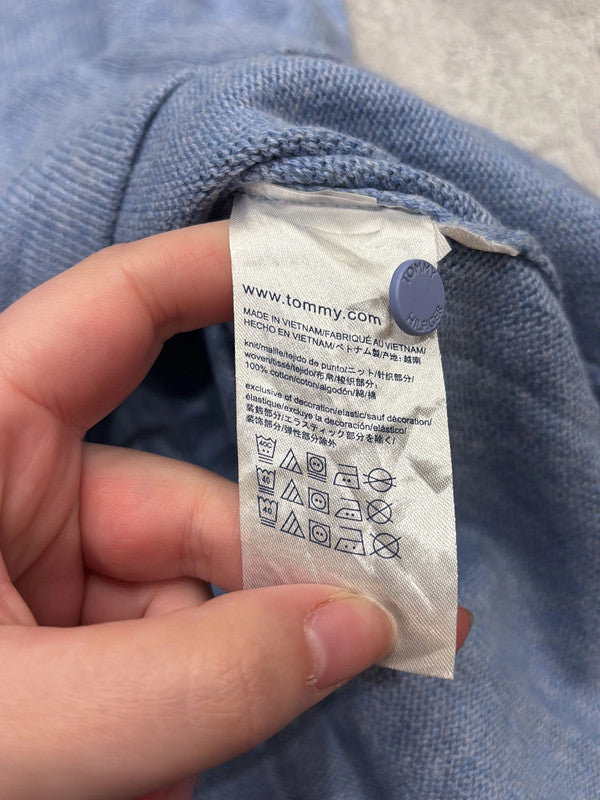 www.tommy.com
TOMMY
HILFIGER
MADE IN VIETNAM/FABRIQUÉ AU VIETNAM/
HECHO EN VIETNAM/ベトナム製/产地:越南
knit/maille/tejido de punto/ニット/针织部分/
woven/tissé/tejido/布帛/梭织部分/
100% cotton/coton/algodón/綿/棉
exclusive of decoration/elastic/sauf décoration/
élastique/excluye la decoración/elástico/
装飾部分/エラスティック部分を除く/
装饰部分/弹性部分除外
40C
40
40